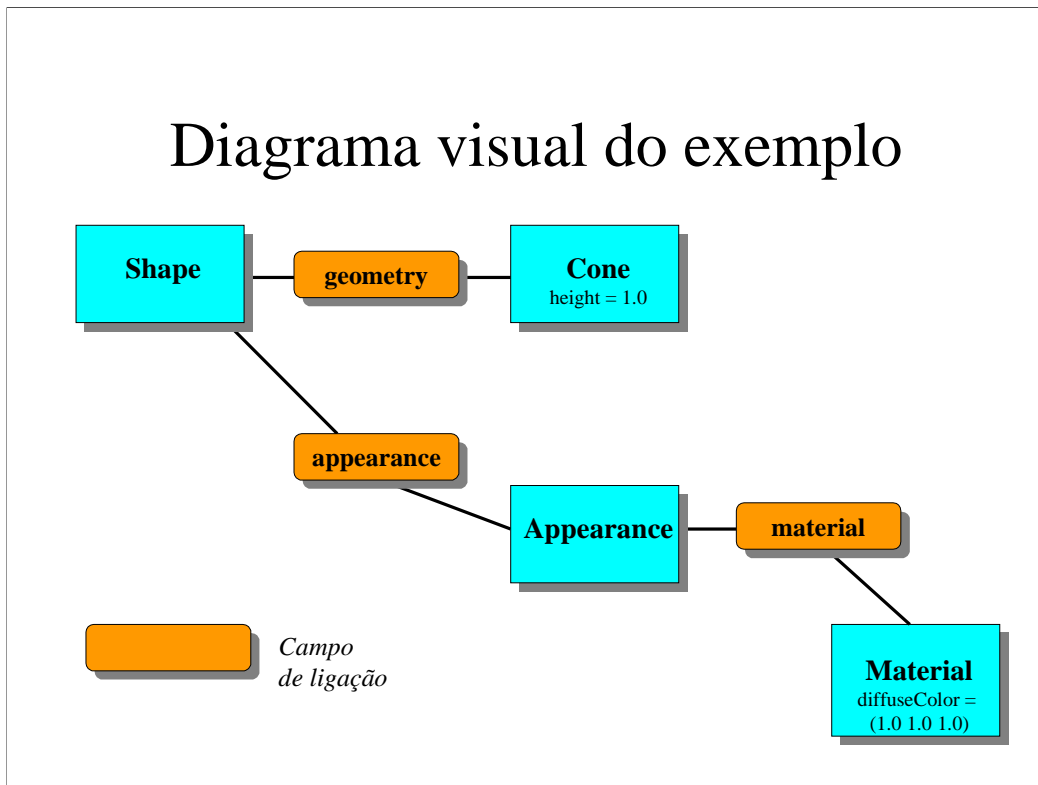 Diagrama visual do exemplo
Shape
geometry
Cone
height = 1.0
appearance
Appearance
material
Campo
de ligação
Material
diffuseColor =
(1.0 1.0 1.0)